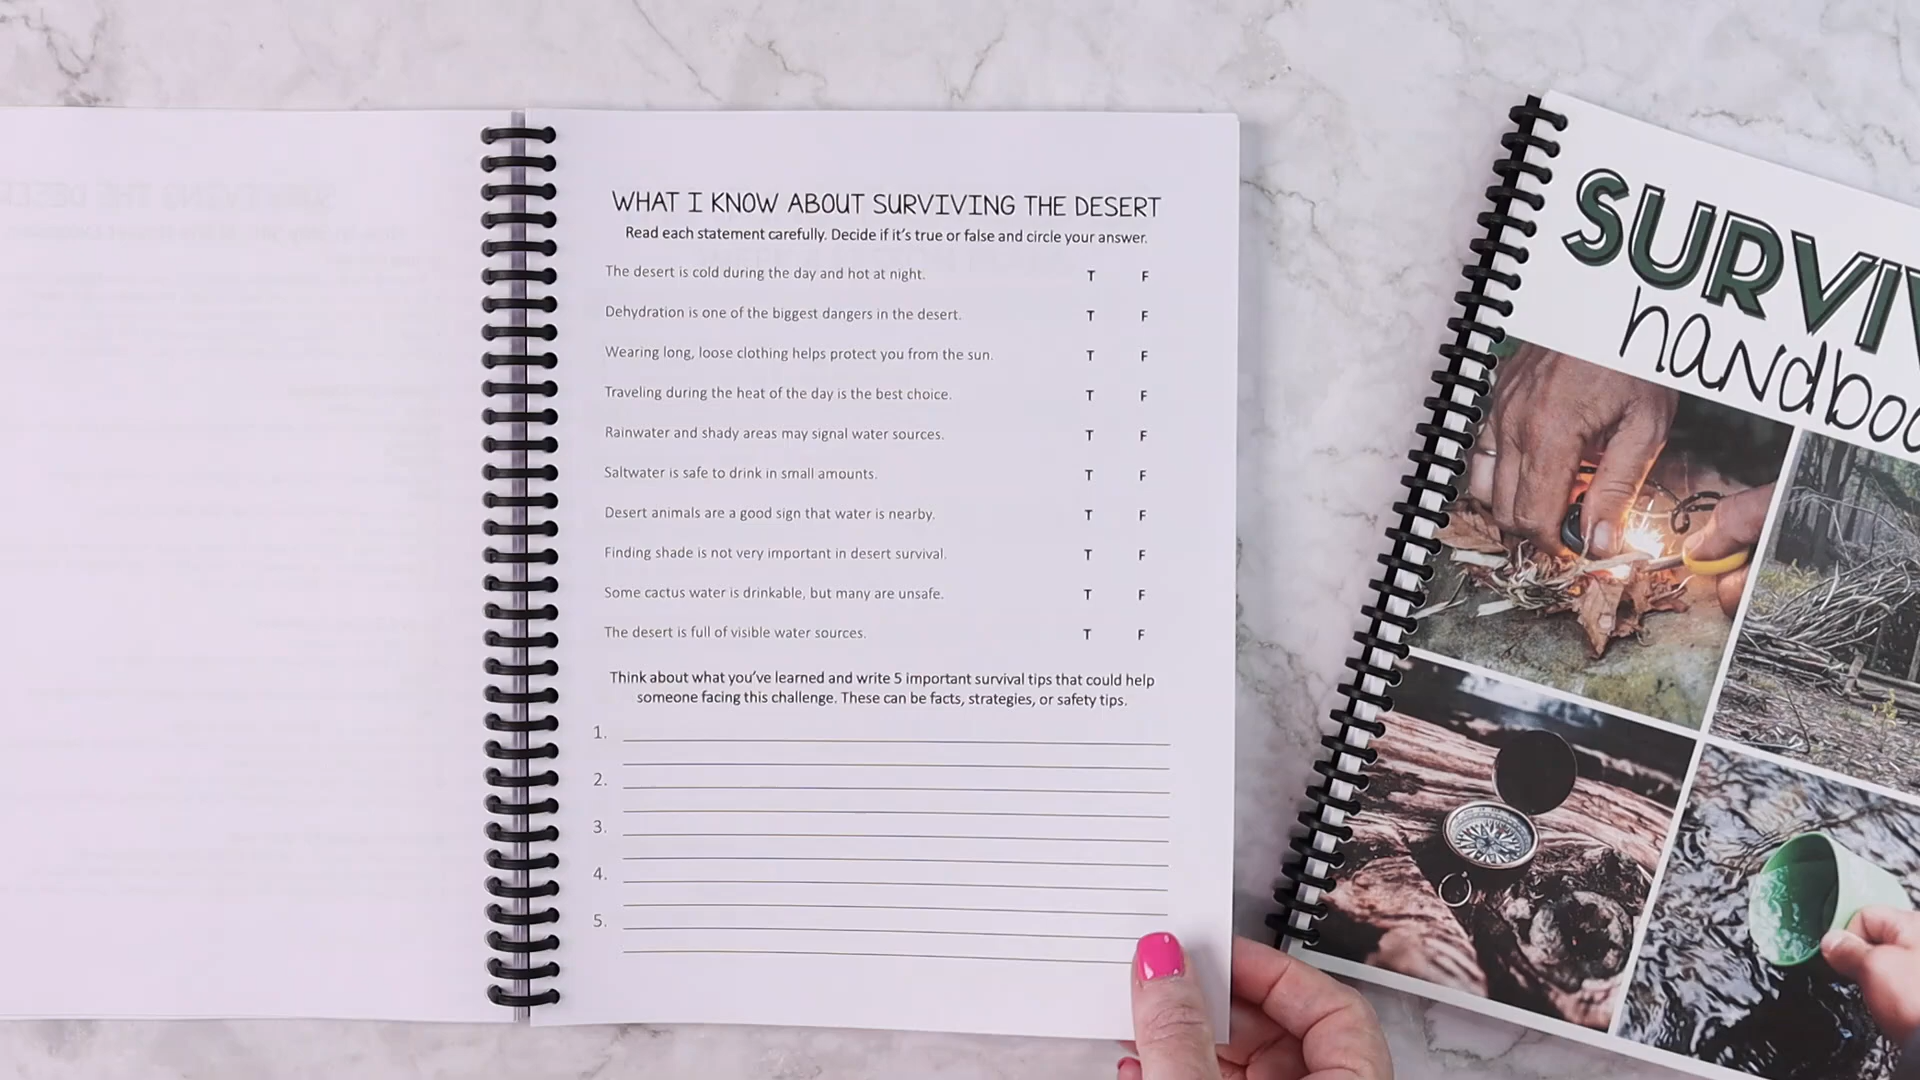 WHAT I KNOW ABOUT SURVIVING THE DESERT
Read each statement carefully. Decide if it's true or false and circle your answer.
The desert is cold during the day and hot at night. T F
Dehydration is one of the biggest dangers in the desert. T F
Wearing long, loose clothing helps protect you from the sun. T F
Traveling during the heat of the day is the best choice. T F
Rainwater and shady areas may signal water sources. T F
Saltwater is safe to drink in small amounts. T F
Desert animals are a good sign that water is nearby. T F
Finding shade is not very important in desert survival. T F
Some cactus water is drinkable, but many are unsafe. T F
The desert is full of visible water sources. T F
Think about what you've learned and write 5 important survival tips that could help
someone facing this challenge. These can be facts, strategies, or safety tips.
1.
2.
3.
4.
5.
SURVIV
handboo